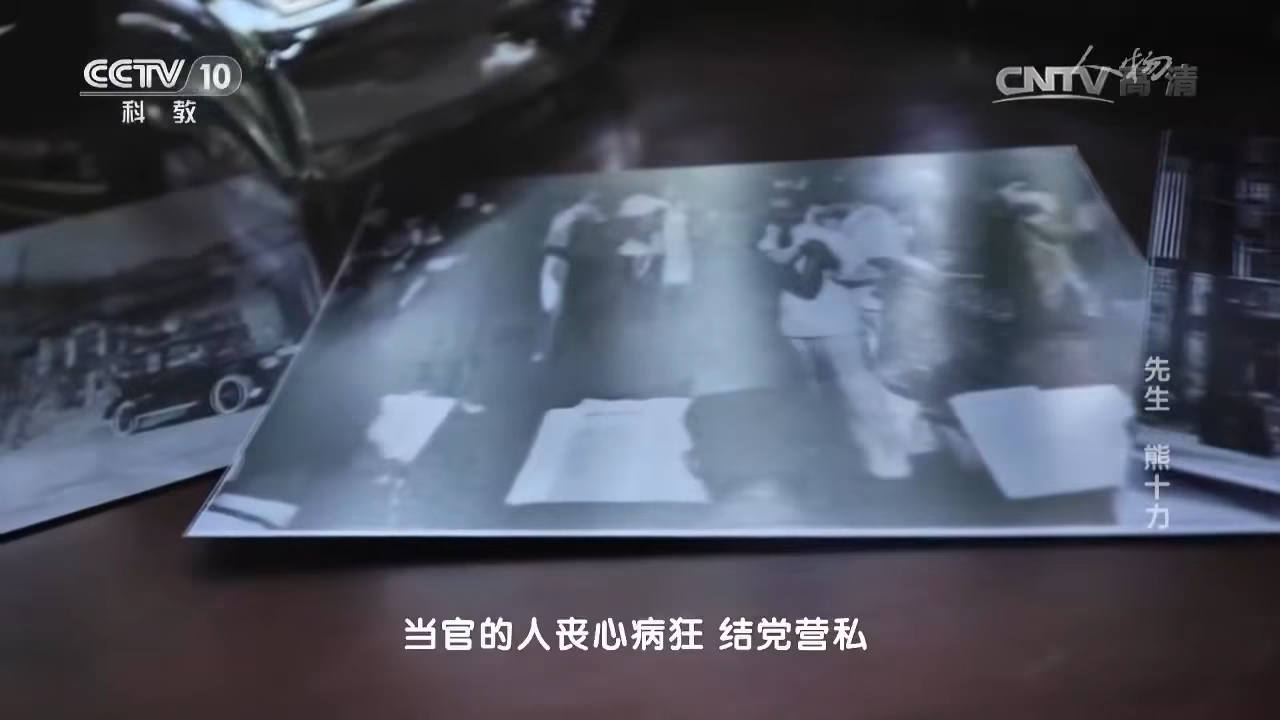 CCTV 10
科教
人物
CNTV 高清
先生 熊十力
当官的人丧心病狂 结党营私